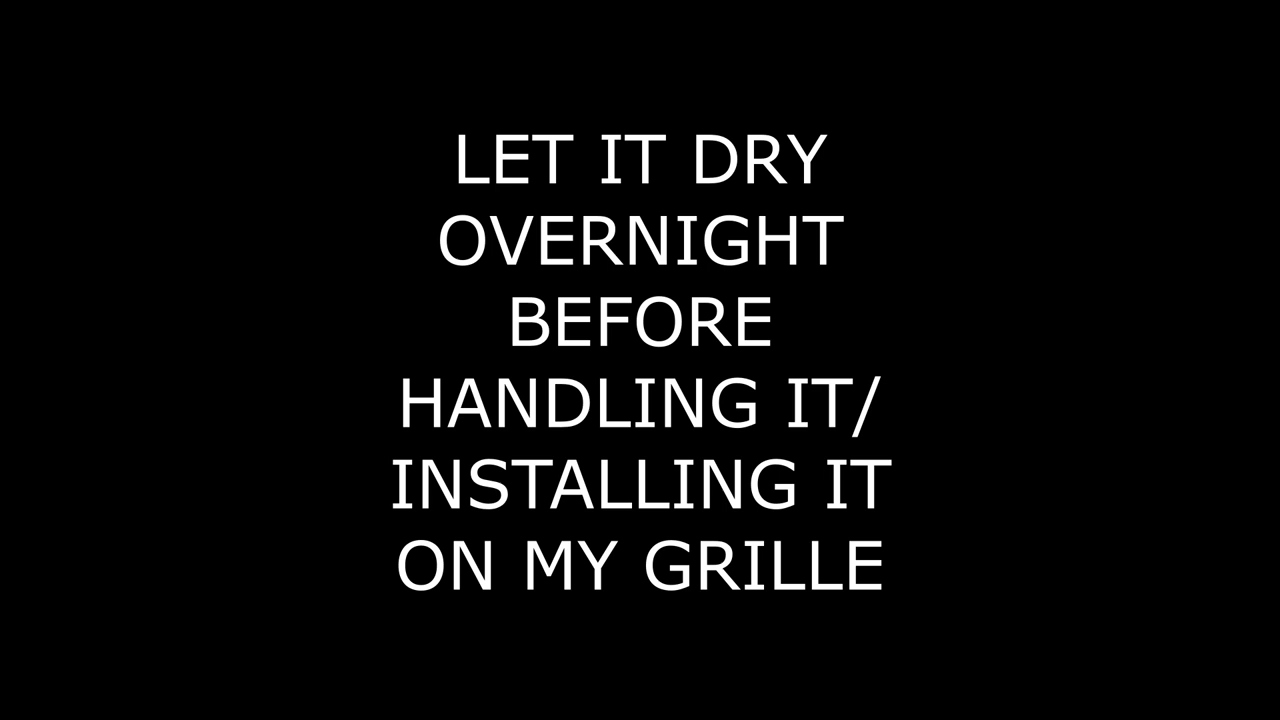 LET IT DRY
OVERNIGHT
BEFORE
HANDLING IT/
INSTALLING IT
ON MY GRILLE